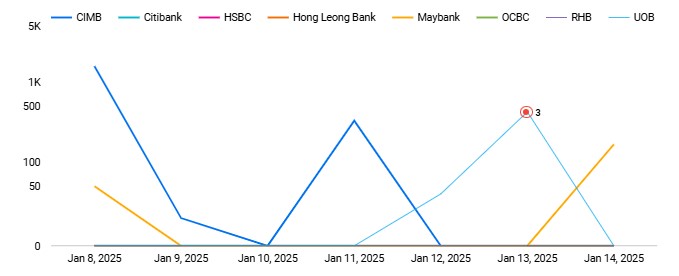 CIMB Citibank HSBC Hong Leong Bank Maybank OCBC RHB UOB
5K
1K
500
100
50
0
3
Jan 8, 2025 Jan 9, 2025 Jan 10, 2025 Jan 11, 2025 Jan 12, 2025 Jan 13, 2025 Jan 14, 2025